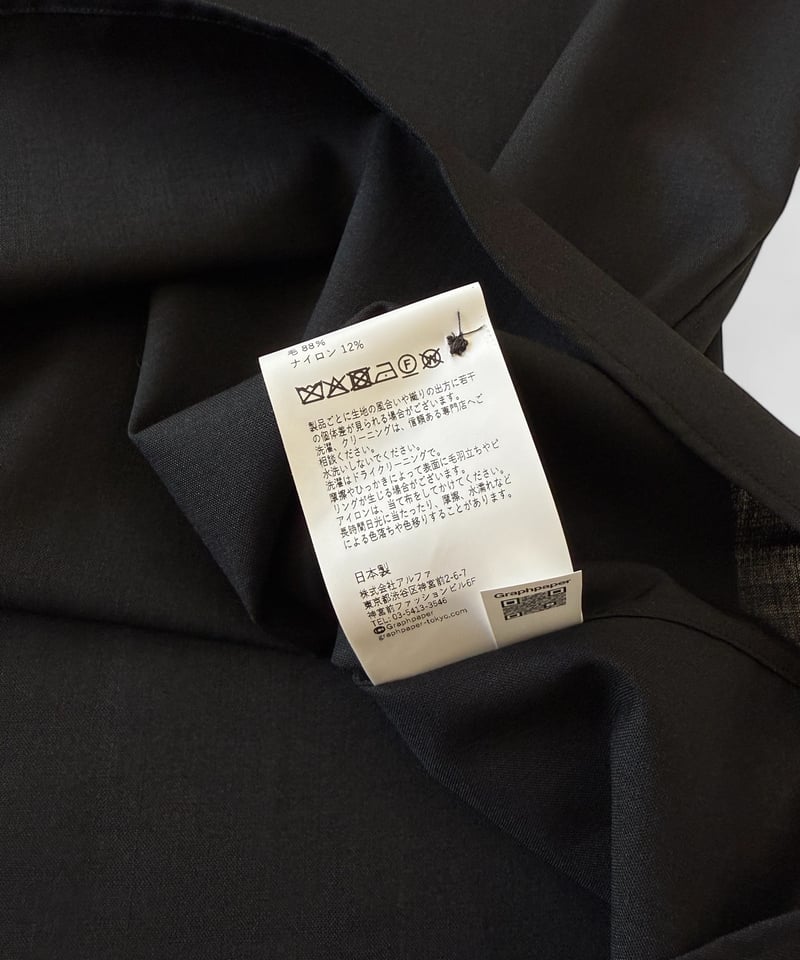 毛 88%
ナイロン 12%
製品ごとに生地の風合いや織りの出方に若干
の個体差が見られる場合がございます。
洗濯、クリーニングは、信頼ある専門店へご
相談ください。
水洗いしないでください。
洗濯はドライクリーニングで。
摩擦やひっかきによって表面に毛羽立ちやピ
リングが生じる場合がございます。
アイロンは、当て布をしてかけてください。
長時間日光に当たったり、摩擦、水濡れなど
による色落ちや色移りすることがあります。
日本製
株式会社アルファ
東京都渋谷区神宮前2-6-7
神宮前ファッションビル6F
TEL: 03-5413-3546
Graphpaper
graphpaper-tokyo.com
Graphpaper